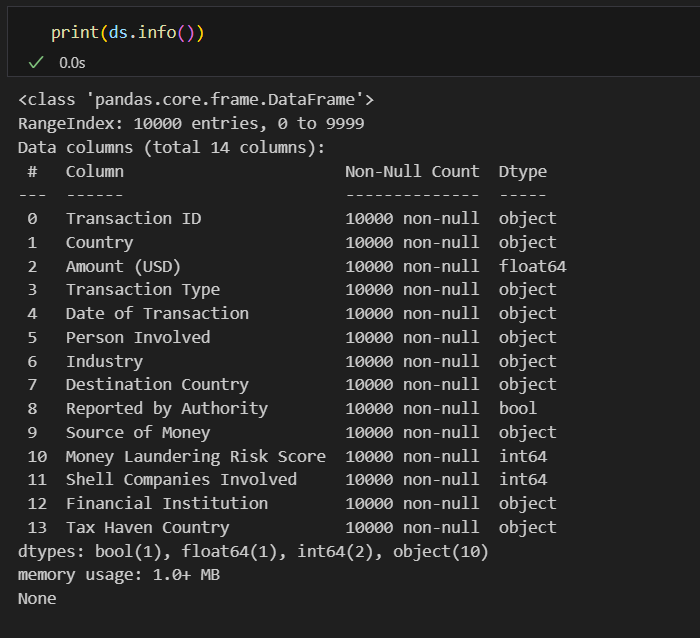 print(ds.info())
0.0s
<class 'pandas.core.frame.DataFrame'>
RangeIndex: 10000 entries, 0 to 9999
Data columns (total 14 columns):
 #   Column                       Non-Null Count  Dtype
---  ------                       --------------  -----
 0   Transaction ID               10000 non-null  object
 1   Country                      10000 non-null  object
 2   Amount (USD)                 10000 non-null  float64
 3   Transaction Type             10000 non-null  object
 4   Date of Transaction          10000 non-null  object
 5   Person Involved              10000 non-null  object
 6   Industry                     10000 non-null  object
 7   Destination Country          10000 non-null  object
 8   Reported by Authority        10000 non-null  bool
 9   Source of Money              10000 non-null  object
 10  Money Laundering Risk Score  10000 non-null  int64
 11  Shell Companies Involved     10000 non-null  int64
 12  Financial Institution        10000 non-null  object
 13  Tax Haven Country            10000 non-null  object
dtypes: bool(1), float64(1), int64(2), object(10)
memory usage: 1.0+ MB
None